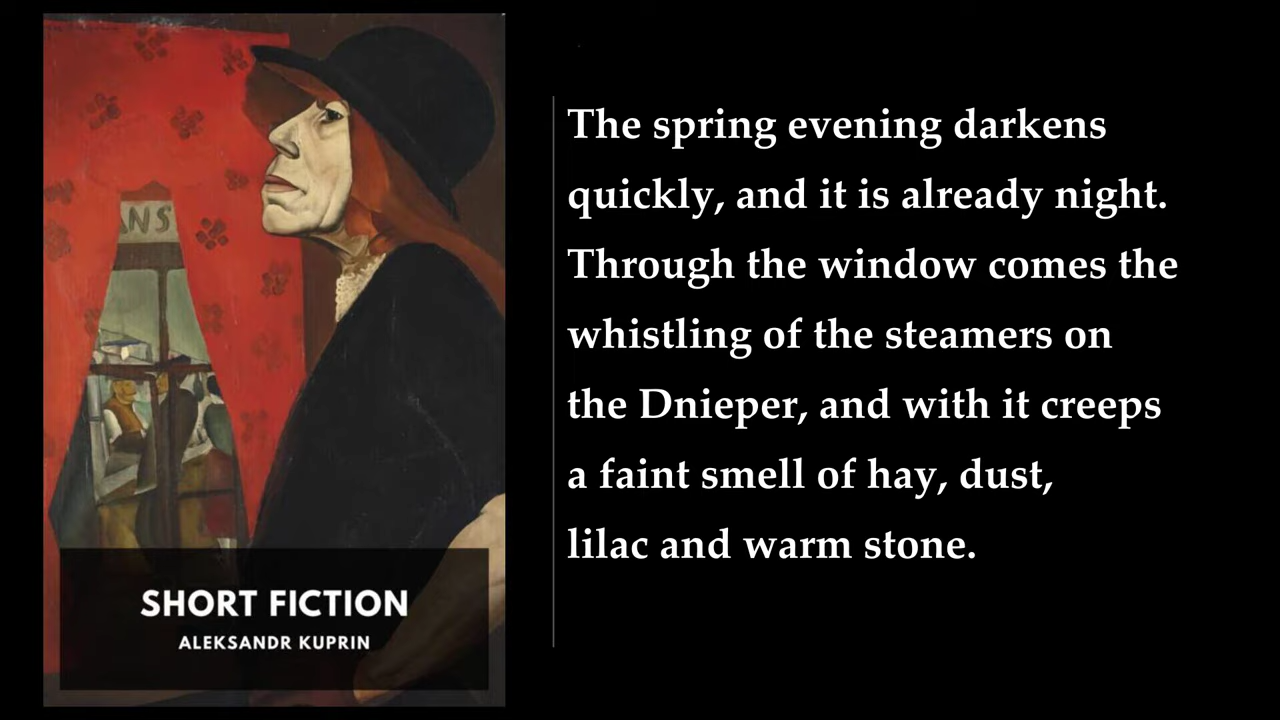 ANS
SHORT FICTION
ALEKSANDR KUPRIN
The spring evening darkens
quickly, and it is already night.
Through the window comes the
whistling of the steamers on
the Dnieper, and with it creeps
a faint smell of hay, dust,
lilac and warm stone.